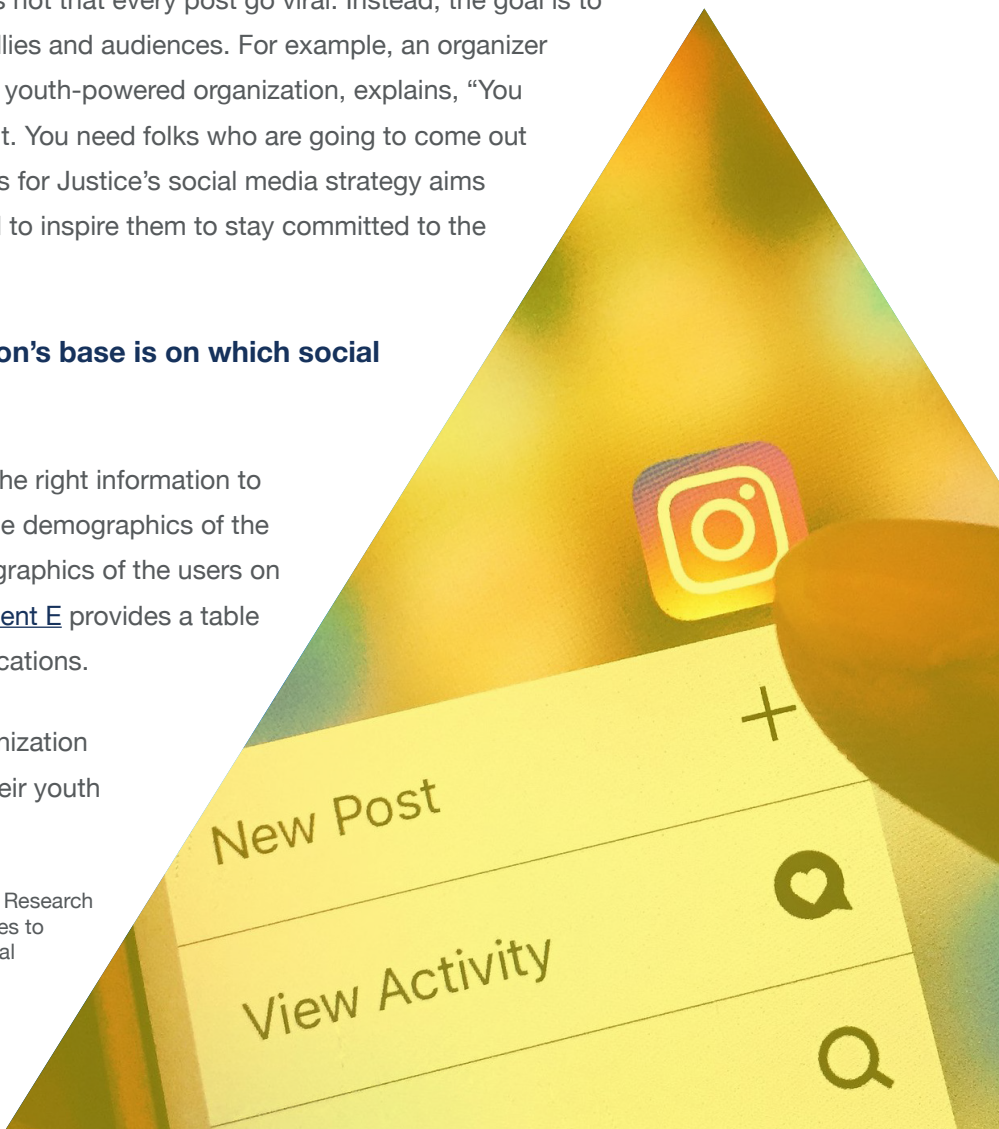 s not that every post go viral. Instead, the goal is to
llies and audiences. For example, an organizer
youth-powered organization, explains, “You
t. You need folks who are going to come out
s for Justice’s social media strategy aims
to inspire them to stay committed to the
on’s base is on which social
he right information to
e demographics of the
graphics of the users on
ent E provides a table
cations.
nization
eir youth
Research
es to
al
New Post
View Activity